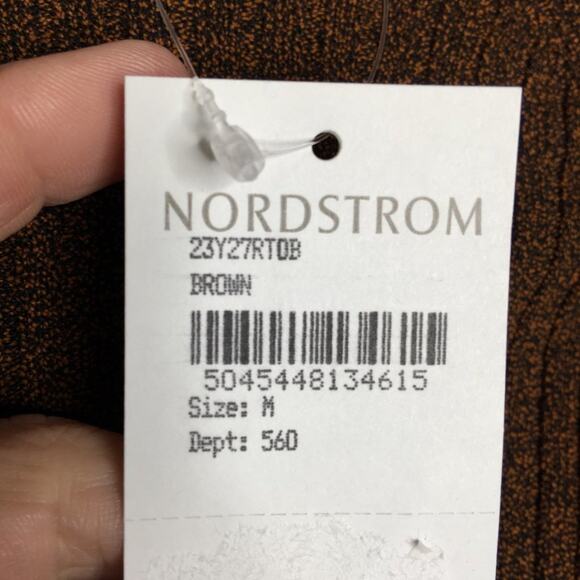 NORDSTROM
23Y27RTOB
BROWN
5045448134615
Size: M
Dept: 560